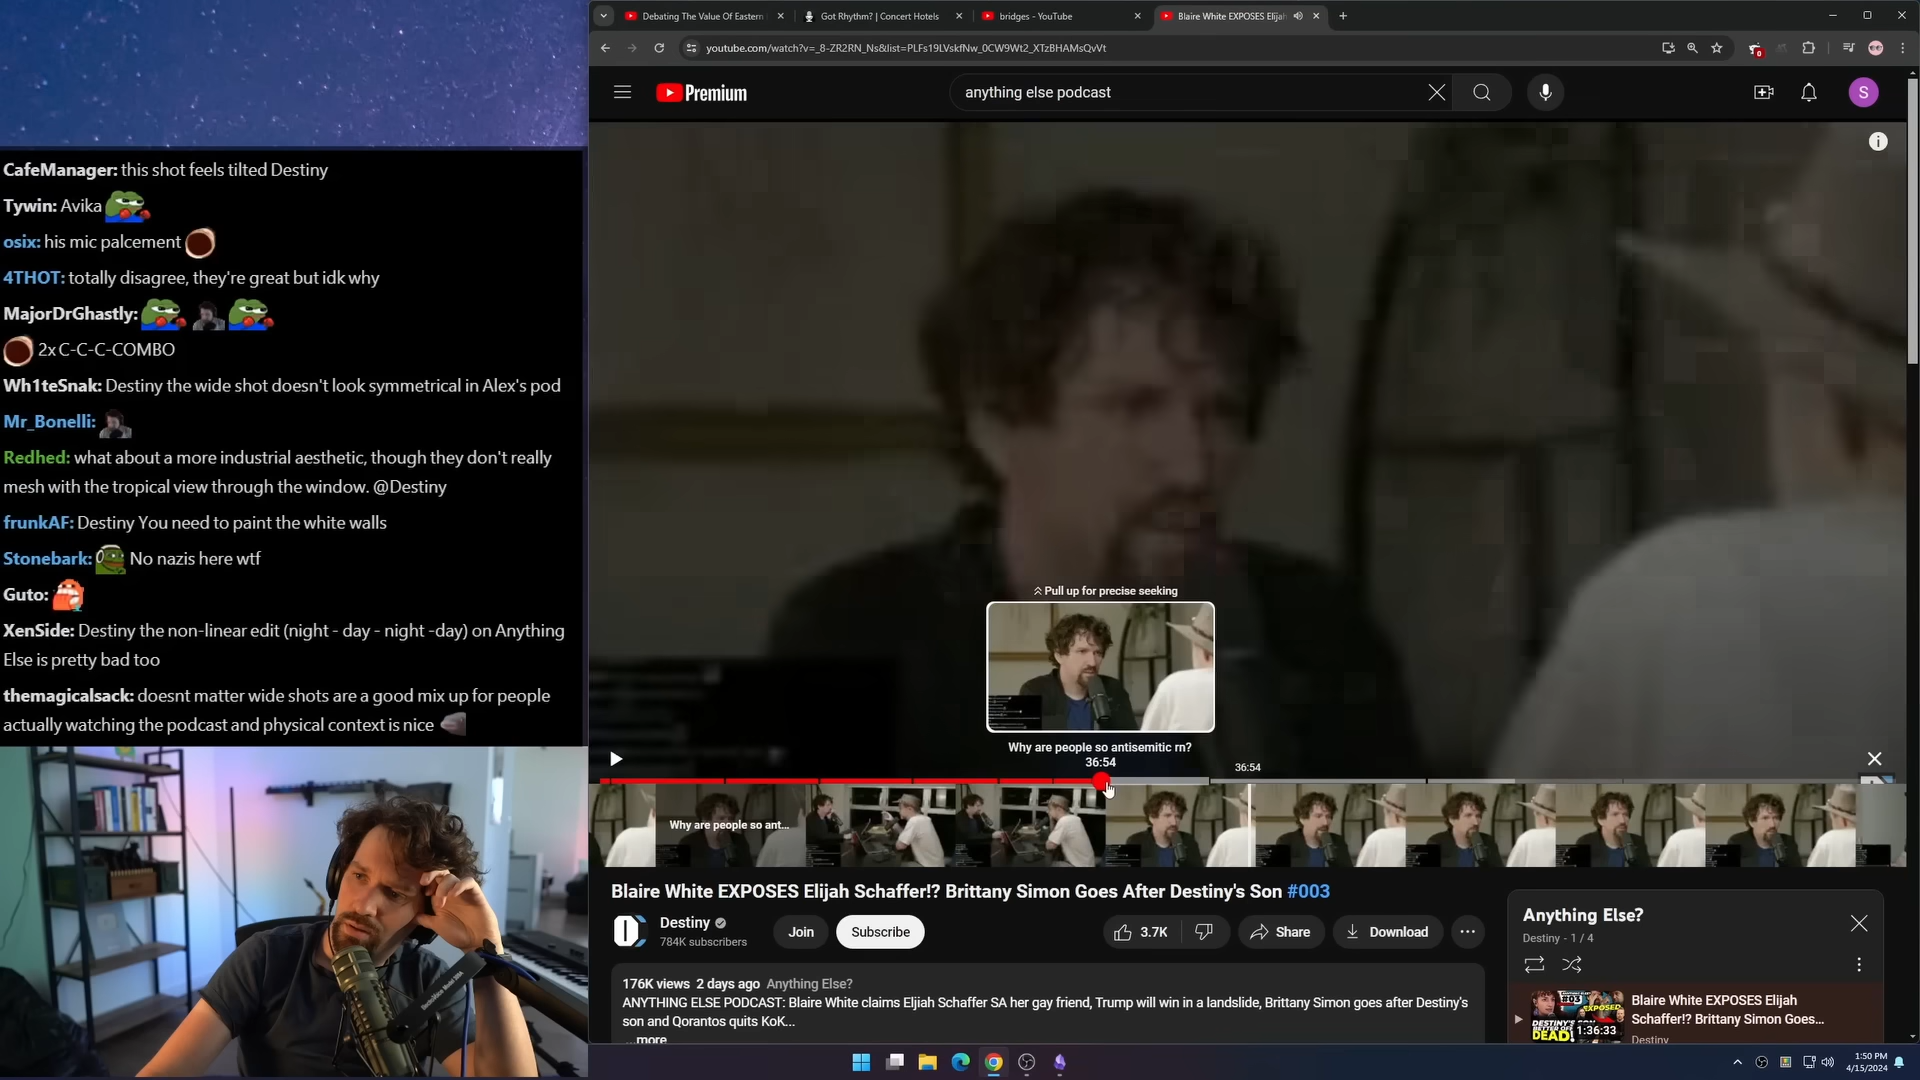 Debating The Value Of Eastern
Got Rhythm? | Concert Hotels
bridges - YouTube
Blaire White EXPOSES Elijah
youtube.com/watch?v=_8-ZR2RN_Ns&list=PLFs19LVskfNw_0CW9Wt2_XTzBHAMsQvVt
0
Premium
anything else podcast
S
CafeManager: this shot feels tilted Destiny
Tywin: Avika
osix: his mic palcement
4THOT: totally disagree, they're great but idk why
MajorDrGhastly:
2x C-C-C-COMBO
Wh1teSnak: Destiny the wide shot doesn't look symmetrical in Alex's pod
Mr_Bonelli:
Redhed: what about a more industrial aesthetic, though they don't really
mesh with the tropical view through the window. @Destiny
frunkAF: Destiny You need to paint the white walls
Stonebark: No nazis here wtf
Guto:
XenSide: Destiny the non-linear edit (night - day - night -day) on Anything
Else is pretty bad too
themagicalsack: doesnt matter wide shots are a good mix up for people
actually watching the podcast and physical context is nice
Pull up for precise seeking
Why are people so antisemitic rn?
36:54
36:54
Why are people so ant...
Blaire White EXPOSES Elijah Schaffer!? Brittany Simon Goes After Destiny's Son #003
Destiny
784K subscribers
Join
Subscribe
3.7K
Share
Download
176K views 2 days ago Anything Else?
ANYTHING ELSE PODCAST: Blaire White claims Elijah Schaffer SA her gay friend, Trump will win in a landslide, Brittany Simon goes after Destiny's
son and Qorantos quits KoK...
...more
Anything Else?
Destiny - 1 / 4
Blaire White EXPOSES Elijah
Schaffer!? Brittany Simon Goes...
Destiny
1:36:33
1:50 PM
4/15/2024